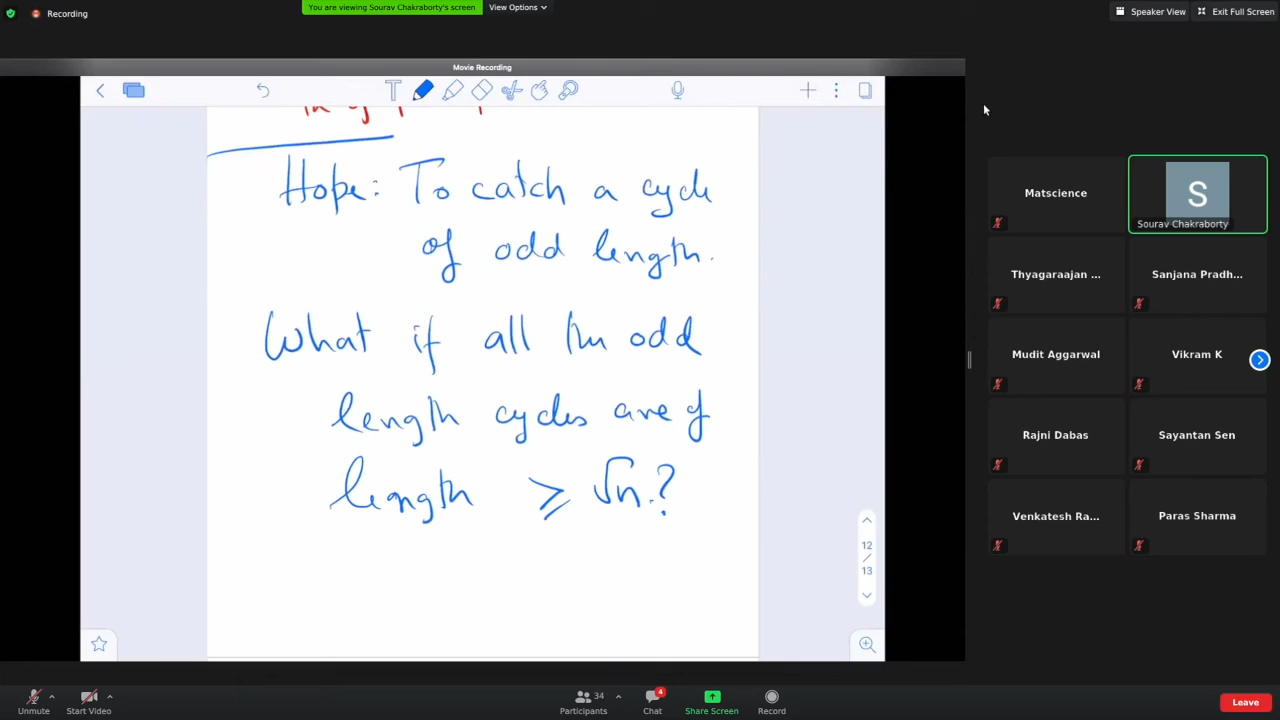 Recording
You are viewing Sourav Chakraborty's screen
View Options
Speaker View
Exit Full Screen
Movie Recording
T
Hope: To catch a cycle
of odd length.
What if all the odd
length cycles are of
length ≥ √n.?
12
/
13
Matscience
S
Sourav Chakraborty
Thyagaraajan ...
Sanjana Pradh...
Mudit Aggarwal
Vikram K
Rajni Dabas
Sayantan Sen
Venkatesh Ra...
Paras Sharma
Unmute
Start Video
34
Participants
4
Chat
Share Screen
Record
Leave